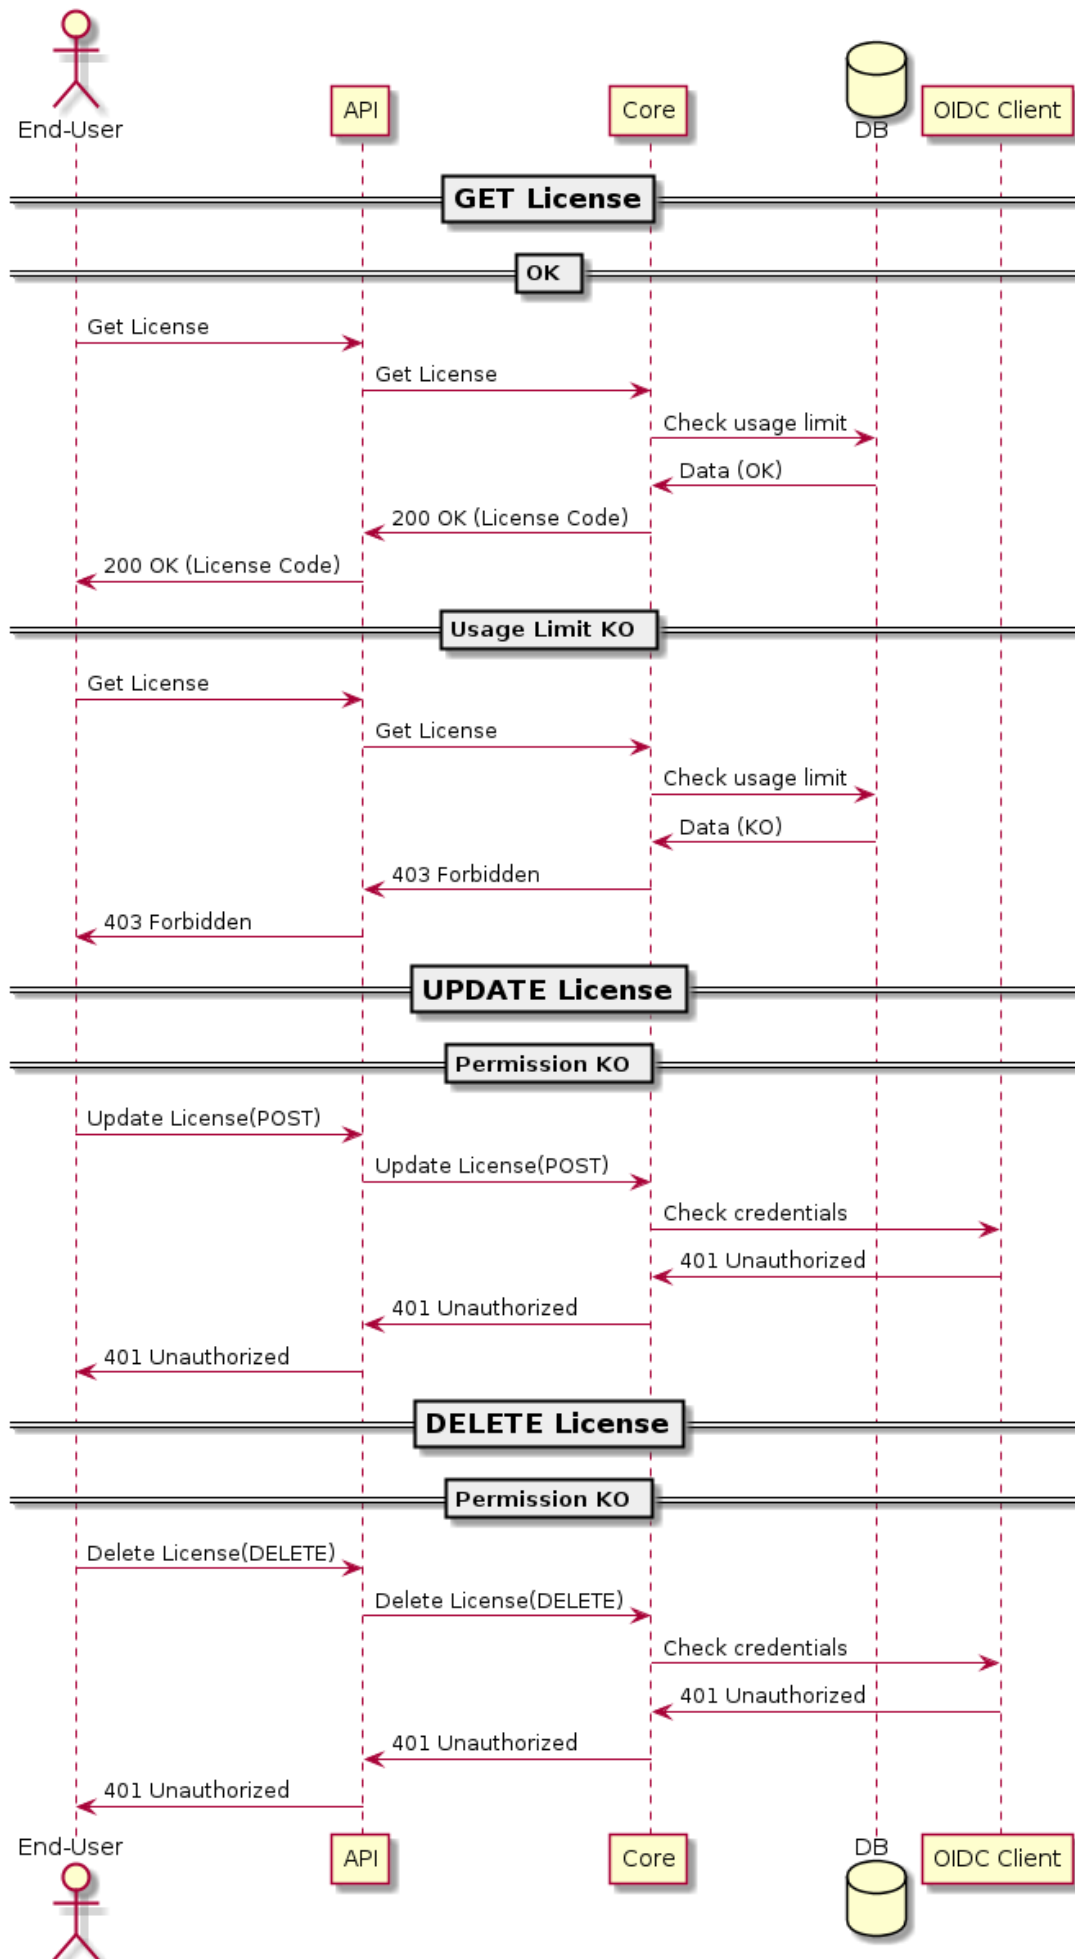 End-User
API
Core
DB
OIDC Client
GET License
OK
Get License
Get License
Check usage limit
Data (OK)
200 OK (License Code)
200 OK (License Code)
Usage Limit KO
Get License
Get License
Check usage limit
Data (KO)
403 Forbidden
403 Forbidden
UPDATE License
Permission KO
Update License(POST)
Update License(POST)
Check credentials
401 Unauthorized
401 Unauthorized
401 Unauthorized
DELETE License
Permission KO
Delete License(DELETE)
Delete License(DELETE)
Check credentials
401 Unauthorized
401 Unauthorized
401 Unauthorized
End-User
API
Core
DB
OIDC Client